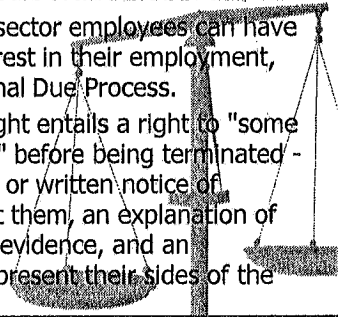 sector employees can have
rest in their employment,
nal Due Process.
ght entails a right to "some
" before being terminated -
or written notice of
t them, an explanation of
evidence, and an
present their sides of the